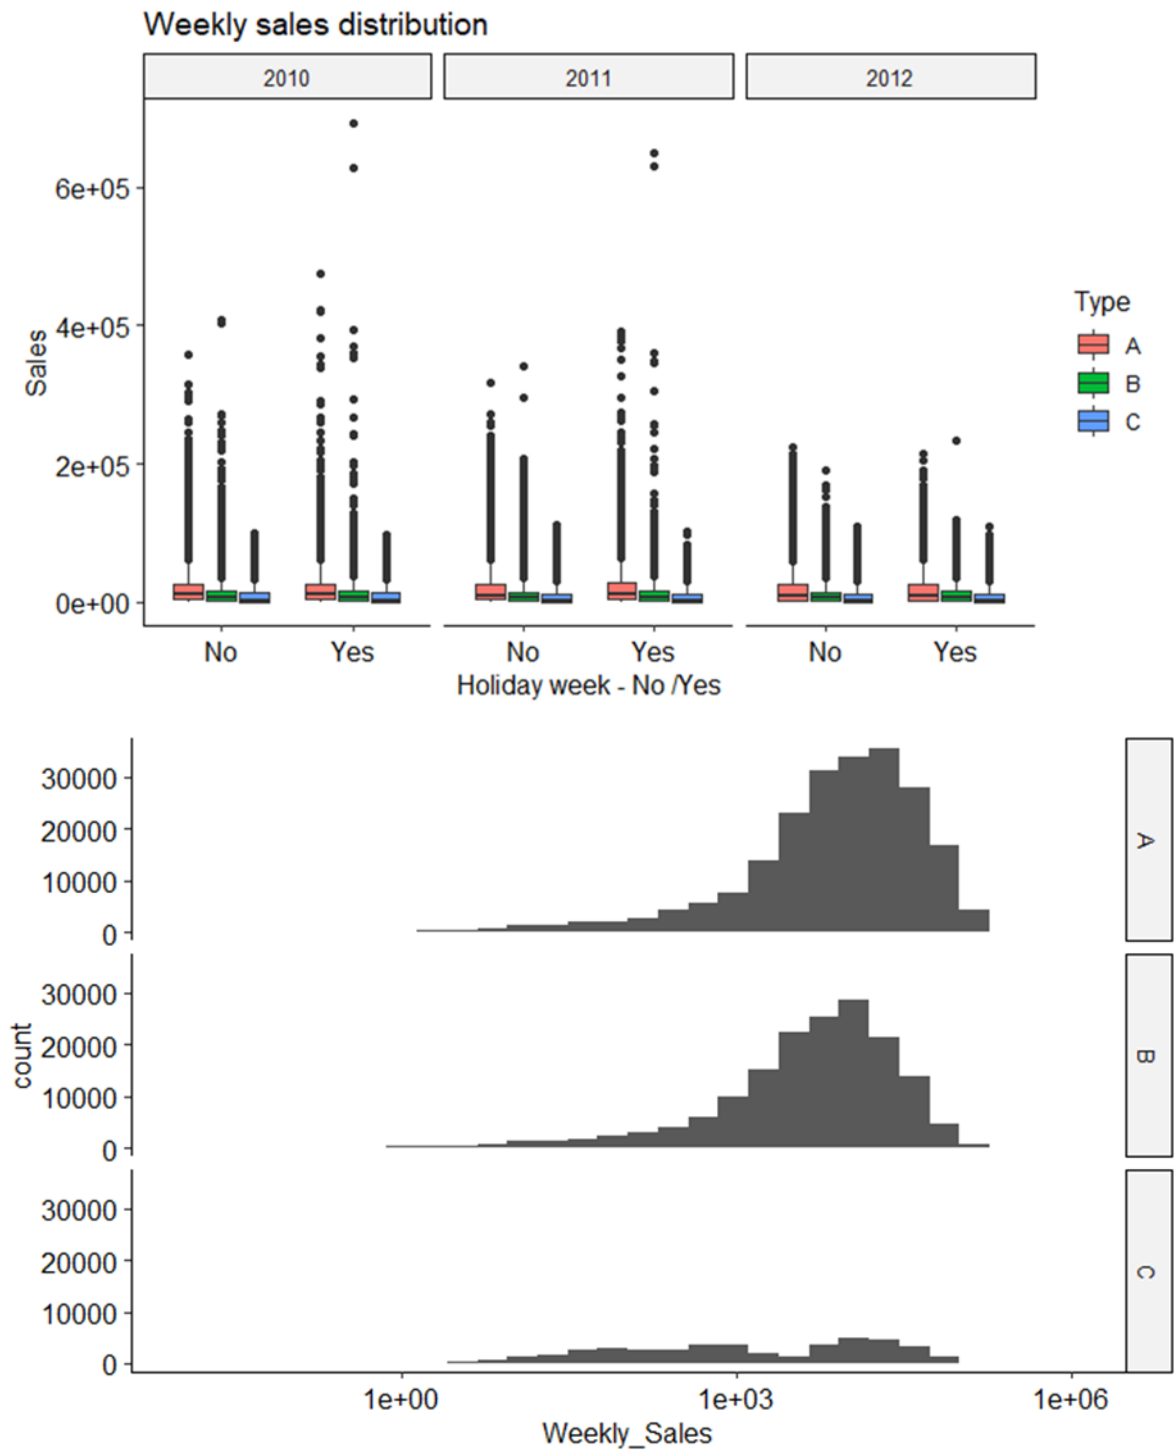 Weekly sales distribution
2010 2011 2012
6e+05
4e+05
2e+05
0e+00
Sales
No Yes No Yes No Yes
Holiday week - No /Yes
Type
A
B
C
30000
20000
10000
0
A
30000
20000
10000
0
B
30000
20000
10000
0
C
count
1e+00 1e+03 1e+06
Weekly_Sales